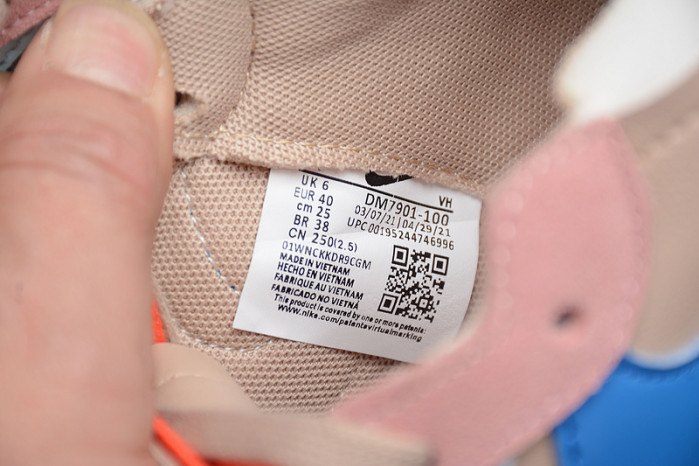 UK 6
EUR 40
cm 25
BR 38
CN 250(2.5)
VH
DM7901-100
03/07/21 | 04/29/21
UPC 00195244746996
01WNCKKDR9CGM
MADE IN VIETNAM
HECHO EN VIETNAM
FABRIQUE AU VIETNAM
FABRICADO NO VIETNÃ
This product is covered by one or more patents:
www.nike.com/patentsvirtualmarking